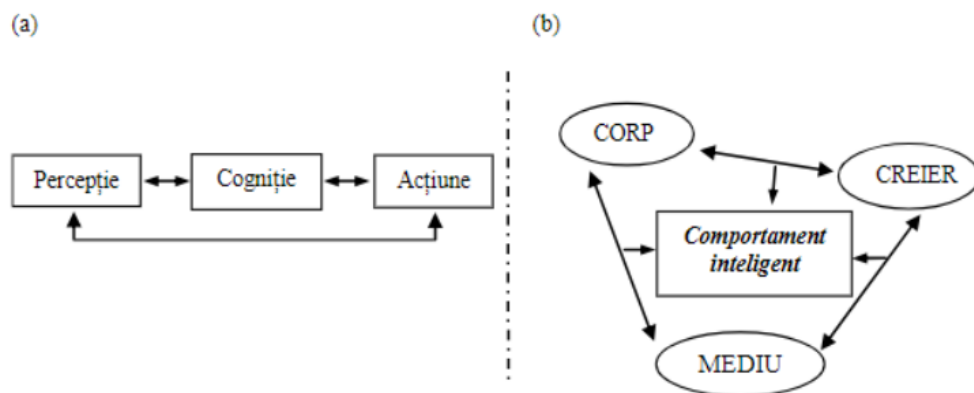 (a)
Percepție
Cogniție
Acțiune
(b)
CORP
CREIER
Comportament
inteligent
MEDIU